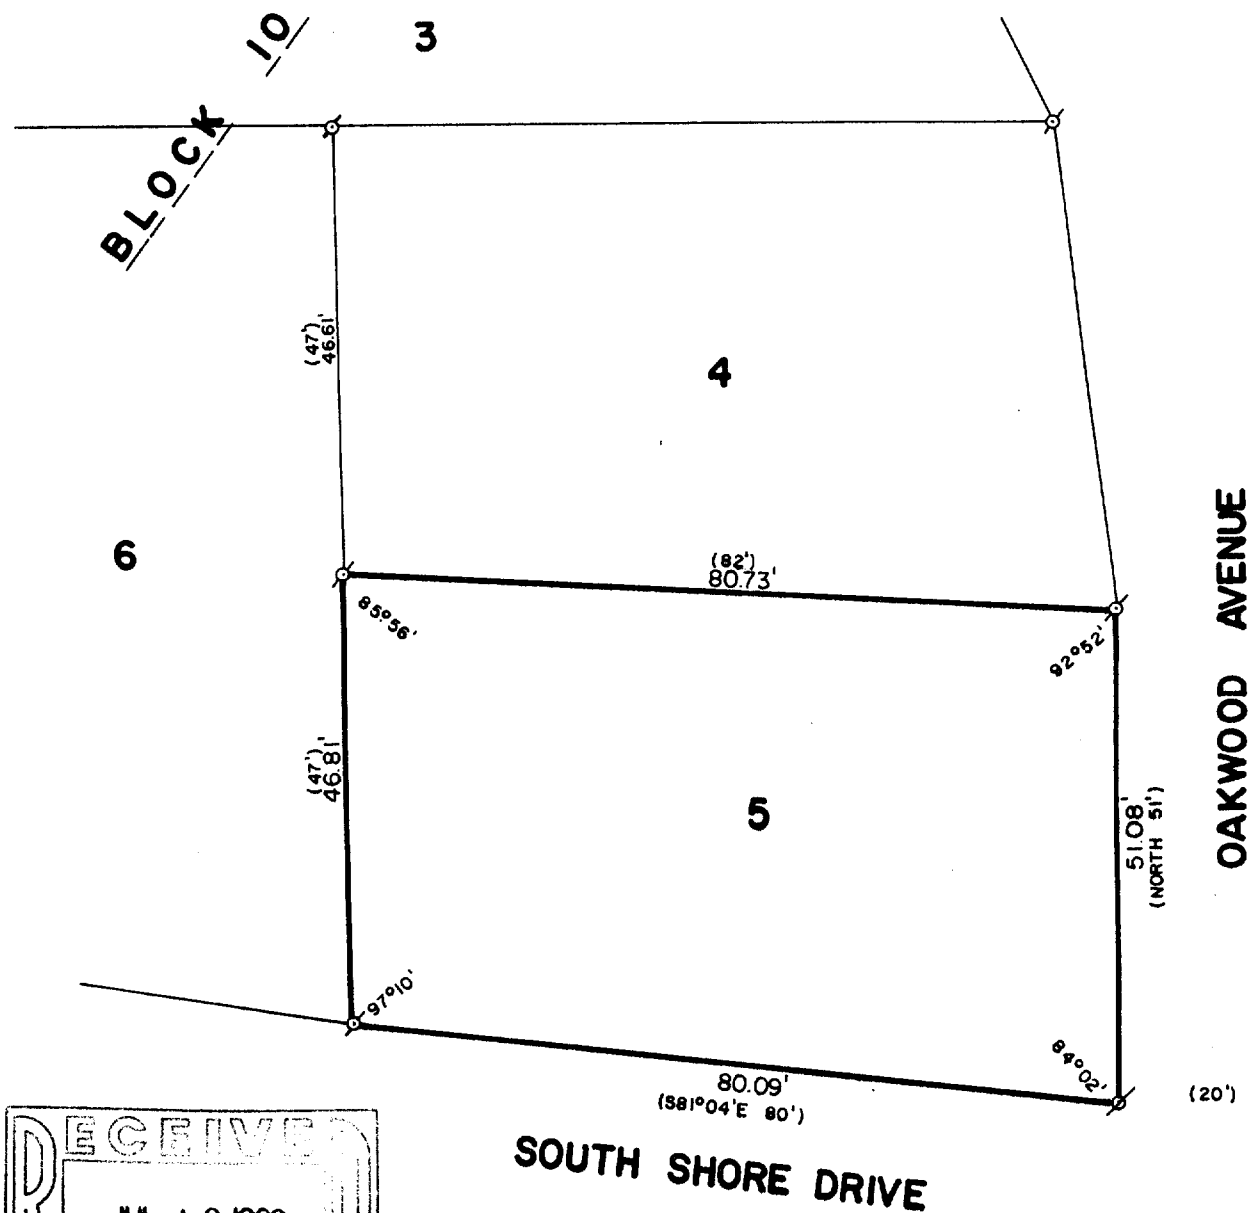 BLOCK 10
3
(47')
46.61'
4
6
(82')
80.73'
85°56'
92°52'
OAKWOOD AVENUE
(47')
46.81'
5
51.08'
(NORTH 51')
97°10'
84°02'
80.09'
(S81°04'E 80')
(20')
SOUTH SHORE DRIVE
RECEIVED